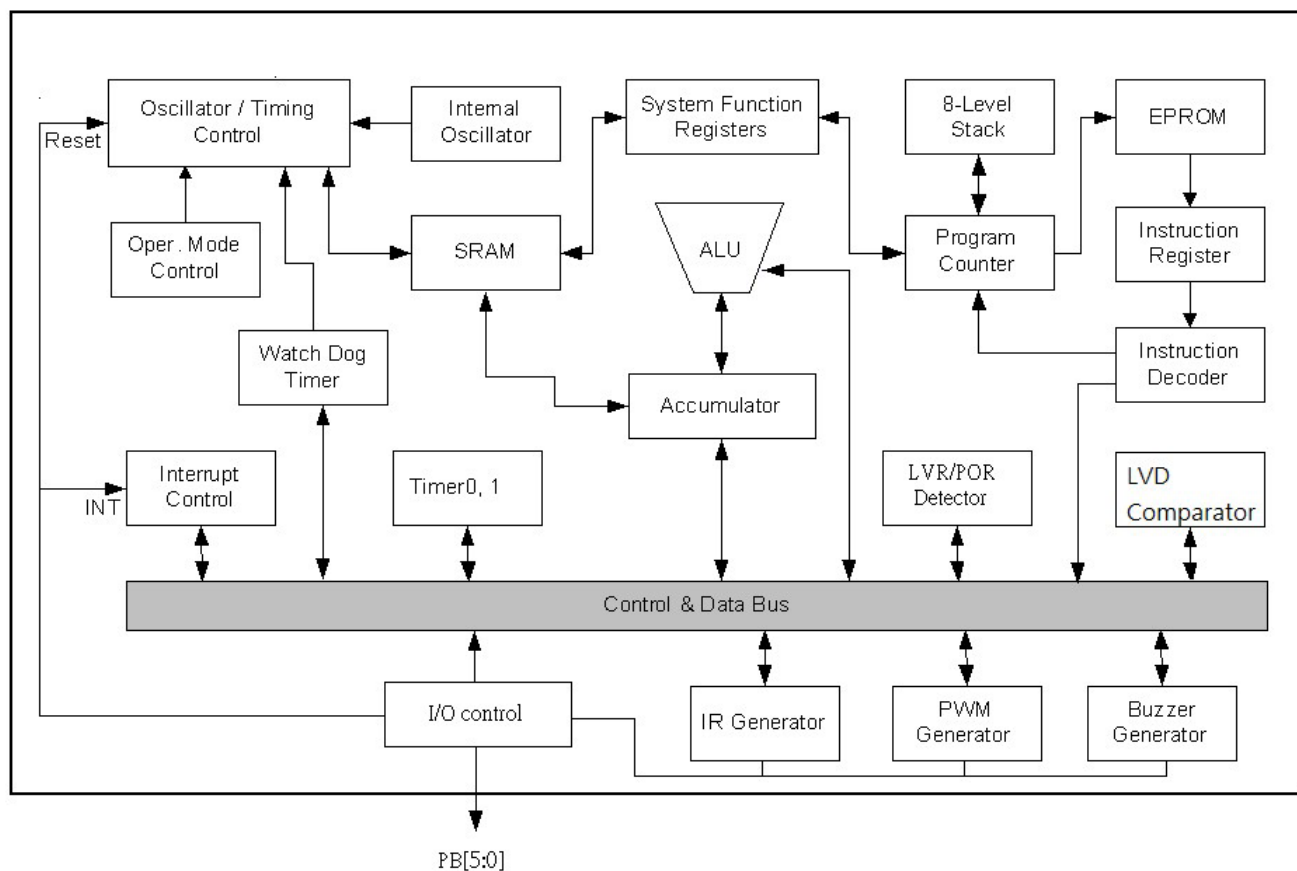 Oscillator / Timing
Control
Internal
Oscillator
System Function
Registers
8-Level
Stack
EPROM
Reset
Oper. Mode
Control
SRAM
ALU
Program
Counter
Instruction
Register
Watch Dog
Timer
Accumulator
Instruction
Decoder
Interrupt
Control
INT
Timer0, 1
LVR/POR
Detector
LVD
Comparator
Control & Data Bus
I/O control
IR Generator
PWM
Generator
Buzzer
Generator
PB[5:0]